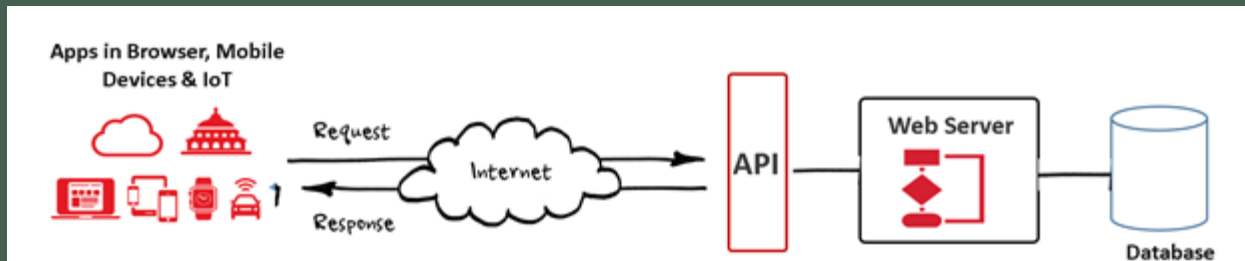 Apps in Browser, Mobile
Devices & IoT
Request
Internet
Response
API
Web Server
Database